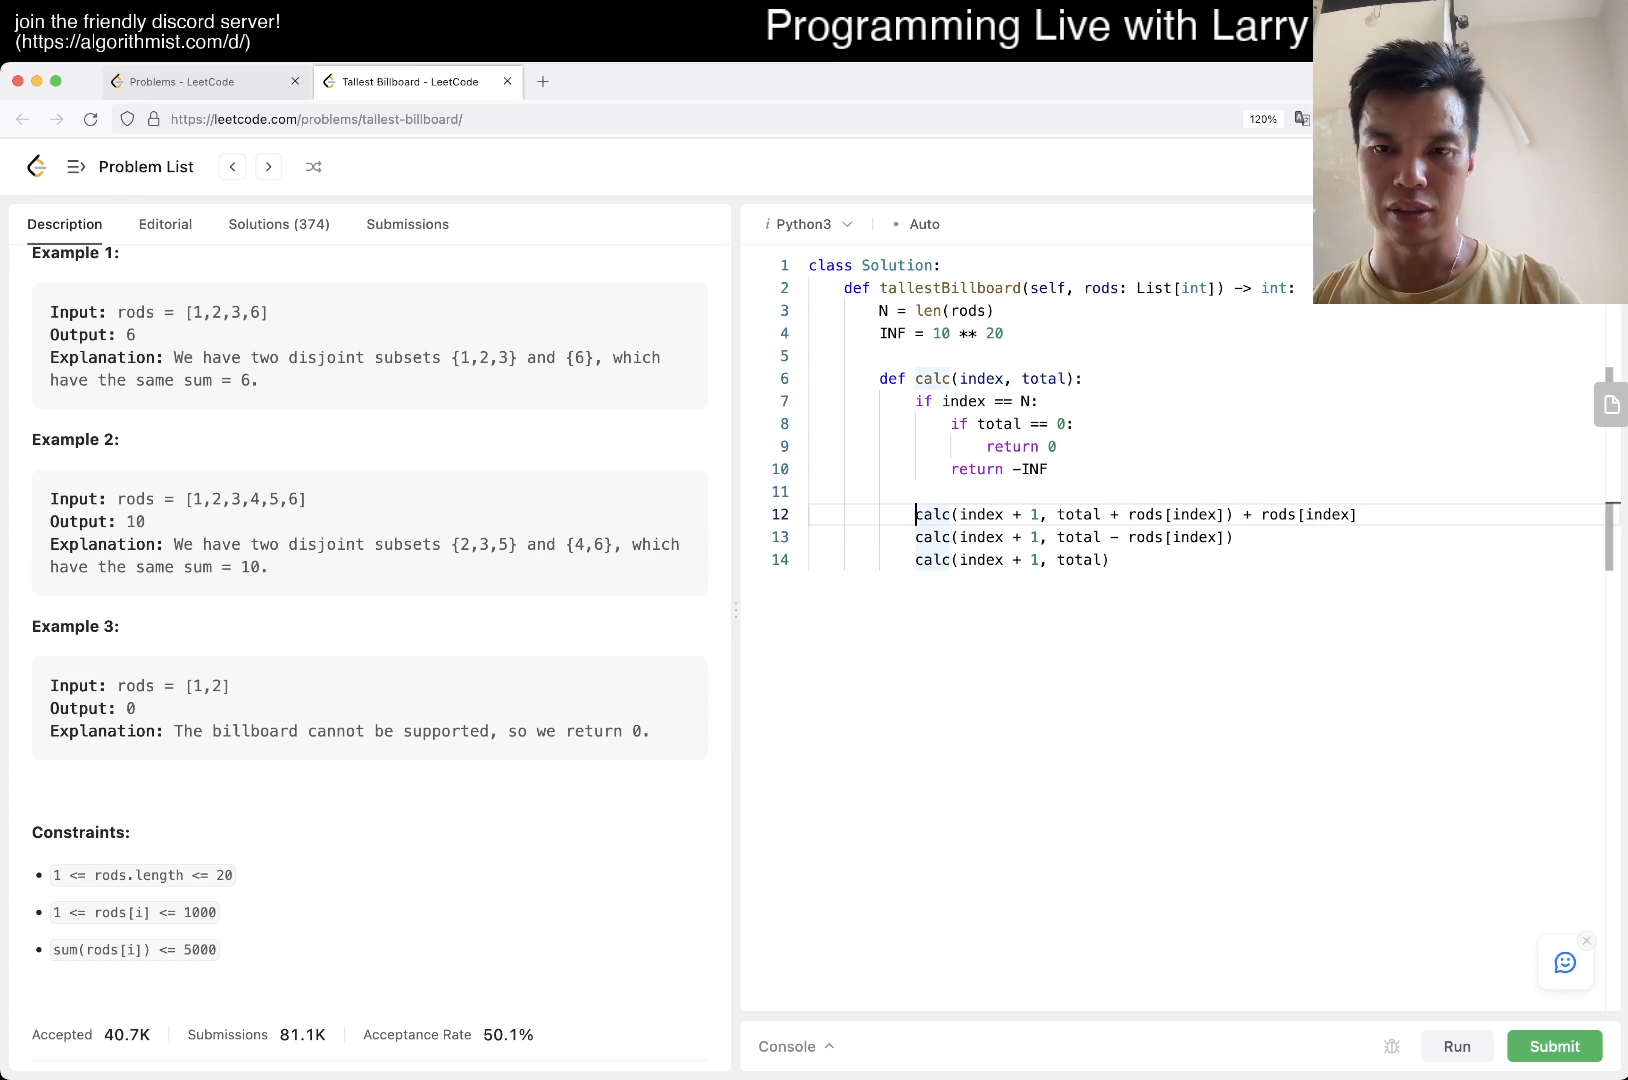 join the friendly discord server!
(https://algorithmist.com/d/)
Programming Live with Larry
Problems - LeetCode
Tallest Billboard - LeetCode
https://leetcode.com/problems/tallest-billboard/
120%
Problem List
Description
Editorial
Solutions (374)
Submissions
Example 1:
Input: rods = [1,2,3,6]
Output: 6
Explanation: We have two disjoint subsets {1,2,3} and {6}, which
have the same sum = 6.
Example 2:
Input: rods = [1,2,3,4,5,6]
Output: 10
Explanation: We have two disjoint subsets {2,3,5} and {4,6}, which
have the same sum = 10.
Example 3:
Input: rods = [1,2]
Output: 0
Explanation: The billboard cannot be supported, so we return 0.
Constraints:
• 1 <= rods.length <= 20
• 1 <= rods[i] <= 1000
• sum(rods[i]) <= 5000
Accepted 40.7K
Submissions 81.1K
Acceptance Rate 50.1%
i Python3
Auto
1 class Solution:
2 def tallestBillboard(self, rods: List[int]) -> int:
3 N = len(rods)
4 INF = 10 ** 20
5
6 def calc(index, total):
7 if index == N:
8 if total == 0:
9 return 0
10 return -INF
11
12 calc(index + 1, total + rods[index]) + rods[index]
13 calc(index + 1, total - rods[index])
14 calc(index + 1, total)
Console
Run
Submit